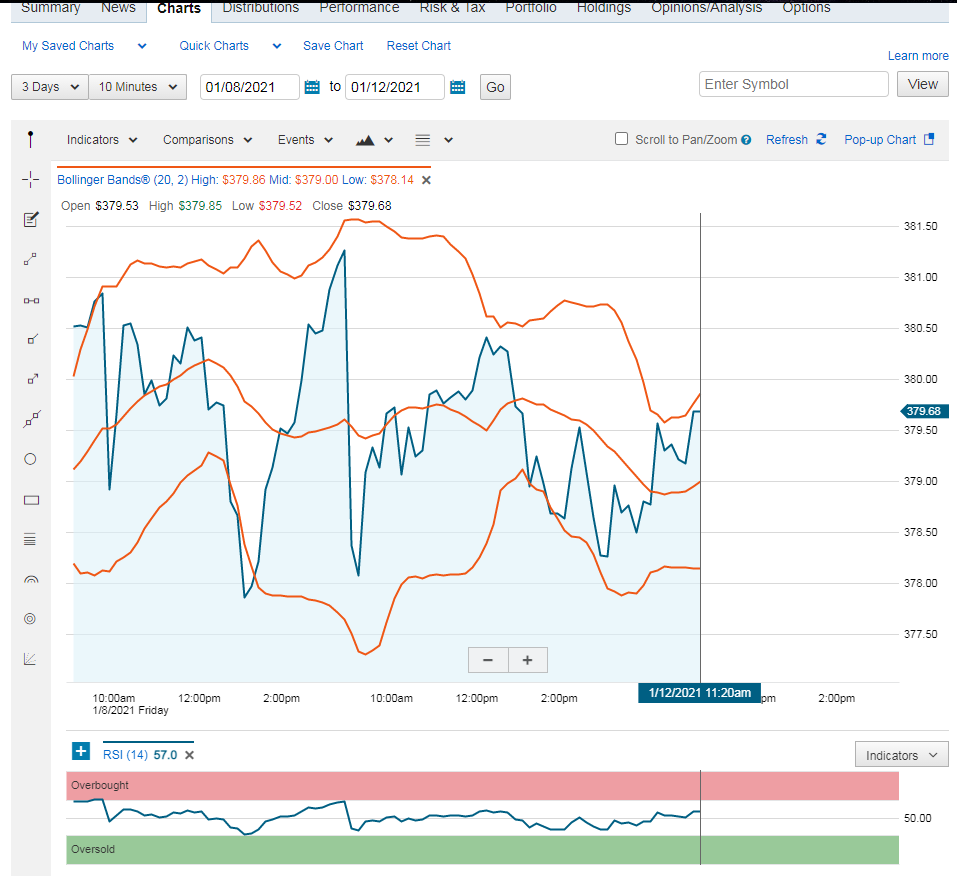 Summary News Charts Distributions Performance Risk & Tax Portfolio Holdings Opinions/Analysis Options
My Saved Charts Quick Charts Save Chart Reset Chart
Learn more
3 Days 10 Minutes 01/08/2021 to 01/12/2021 Go Enter Symbol View
Indicators Comparisons Events Scroll to Pan/Zoom ? Refresh Pop-up Chart
Bollinger Bands® (20, 2) High: $379.86 Mid: $379.00 Low: $378.14 ×
Open $379.53 High $379.85 Low $379.52 Close $379.68
381.50
381.00
380.50
380.00
379.68
379.50
379.00
378.50
378.00
377.50
− +
10:00am 12:00pm 2:00pm 10:00am 12:00pm 2:00pm 1/12/2021 11:20am pm 2:00pm
1/8/2021 Friday
+ RSI (14) 57.0 × Indicators
Overbought
50.00
Oversold